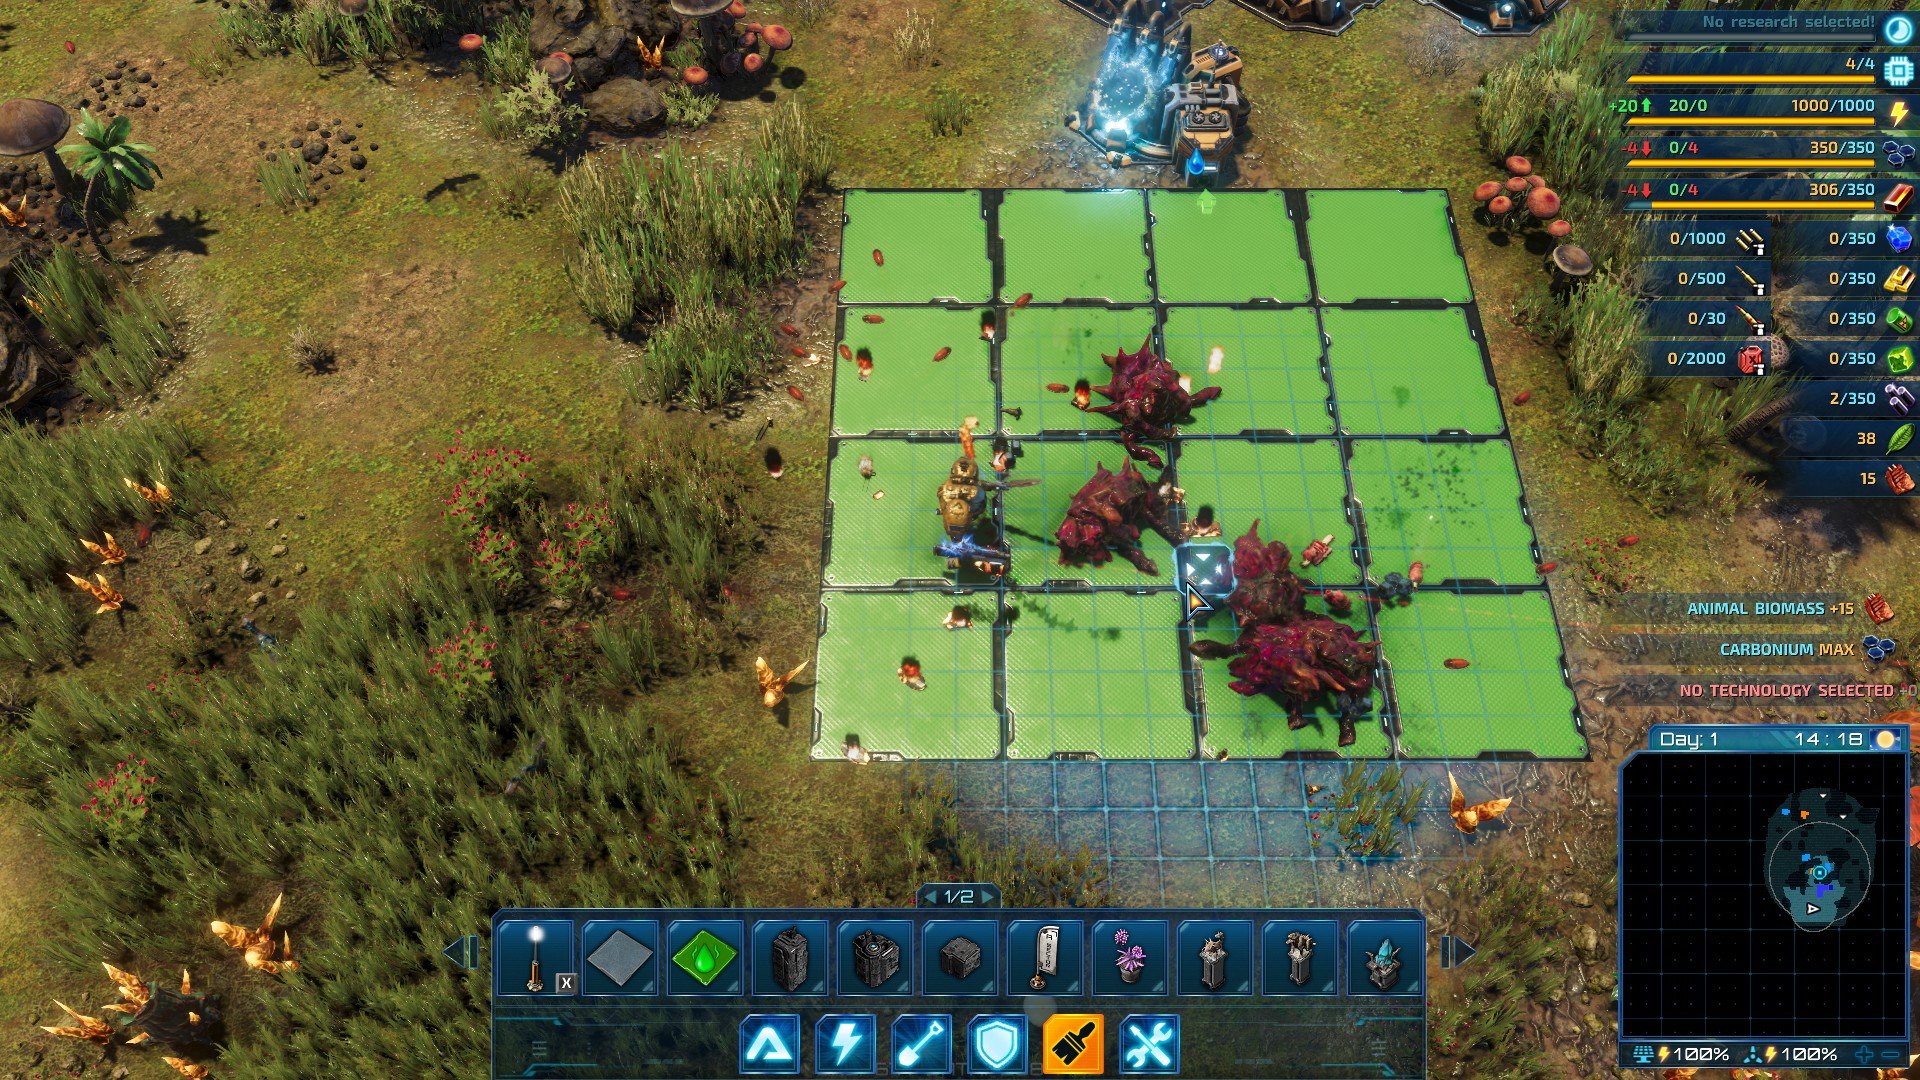 No research selected!
4/4
+20 20/0 1000/1000
-4 0/4 350/350
-4 0/4 306/350
0/1000 0/350
0/500 0/350
0/30 0/350
0/2000 0/350
2/350
38
15
ANIMAL BIOMASS +15
CARBONIUM MAX
NO TECHNOLOGY SELECTED +0
Day: 1 14:18
1/2
X
100% 100%